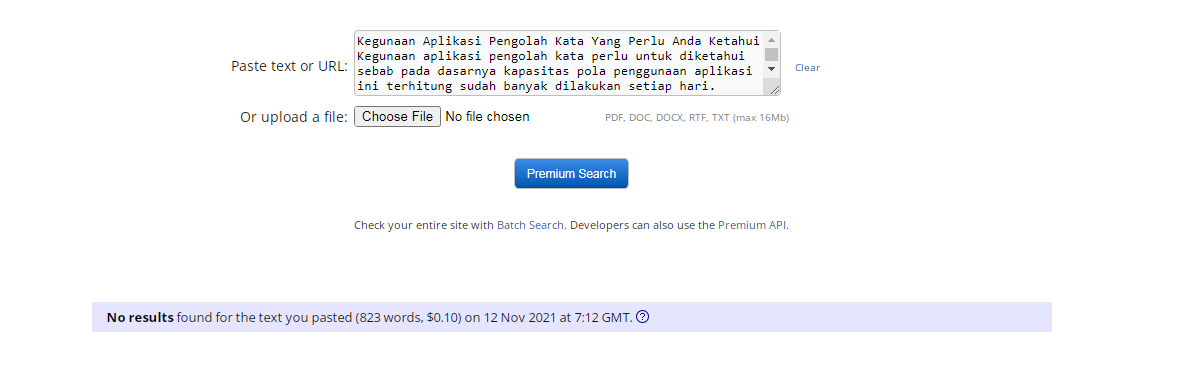 Paste text or URL:
Kegunaan Aplikasi Pengolah Kata Yang Perlu Anda Ketahui
Kegunaan aplikasi pengolah kata perlu untuk diketahui
sebab pada dasarnya kapasitas pola penggunaan aplikasi
ini terhitung sudah banyak dilakukan setiap hari.
Clear
Or upload a file: Choose File No file chosen PDF, DOC, DOCX, RTF, TXT (max 16Mb)
Premium Search
Check your entire site with Batch Search. Developers can also use the Premium API.
No results found for the text you pasted (823 words, $0.10) on 12 Nov 2021 at 7:12 GMT. ?